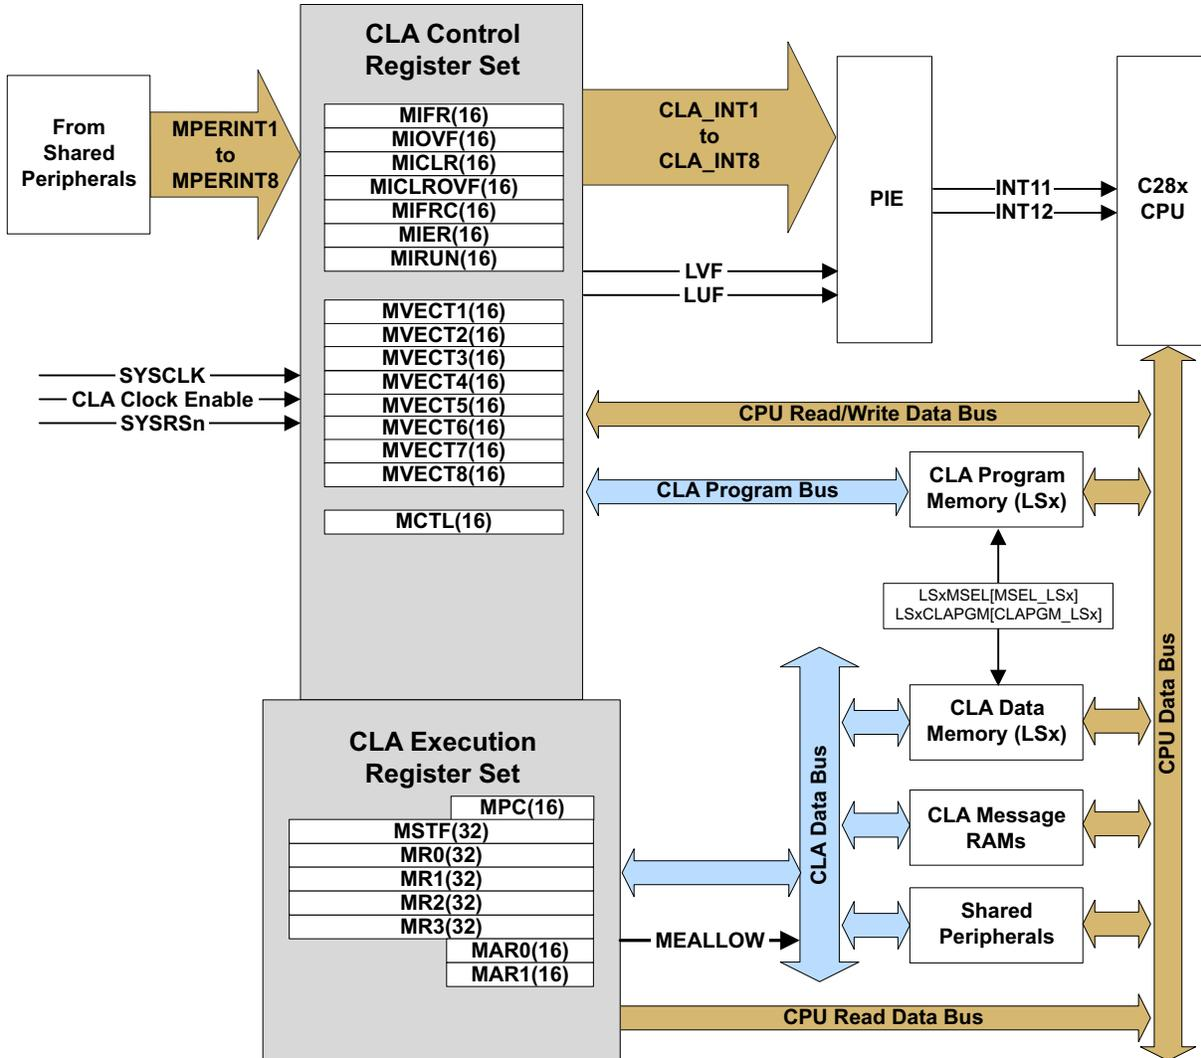 CLA Control
Register Set
From
Shared
Peripherals
MPERINT1
to
MPERINT8
MIFR(16)
MIOVF(16)
MICLR(16)
MICLROVF(16)
MIFRC(16)
MIER(16)
MIRUN(16)
CLA_INT1
to
CLA_INT8
PIE
INT11
INT12
C28x
CPU
LVF
LUF
MVECT1(16)
MVECT2(16)
MVECT3(16)
MVECT4(16)
MVECT5(16)
MVECT6(16)
MVECT7(16)
MVECT8(16)
SYSCLK
CLA Clock Enable
SYSRSn
CPU Read/Write Data Bus
CLA Program Bus
CLA Program
Memory (LSx)
MCTL(16)
LSxMSEL[MSEL_LSx]
LSxCLAPGM[CLAPGM_LSx]
CPU Data Bus
CLA Data
Memory (LSx)
CLA Data Bus
CLA Message
RAMs
Shared
Peripherals
CLA Execution
Register Set
MPC(16)
MSTF(32)
MR0(32)
MR1(32)
MR2(32)
MR3(32)
MAR0(16)
MAR1(16)
MEALLOW
CPU Read Data Bus